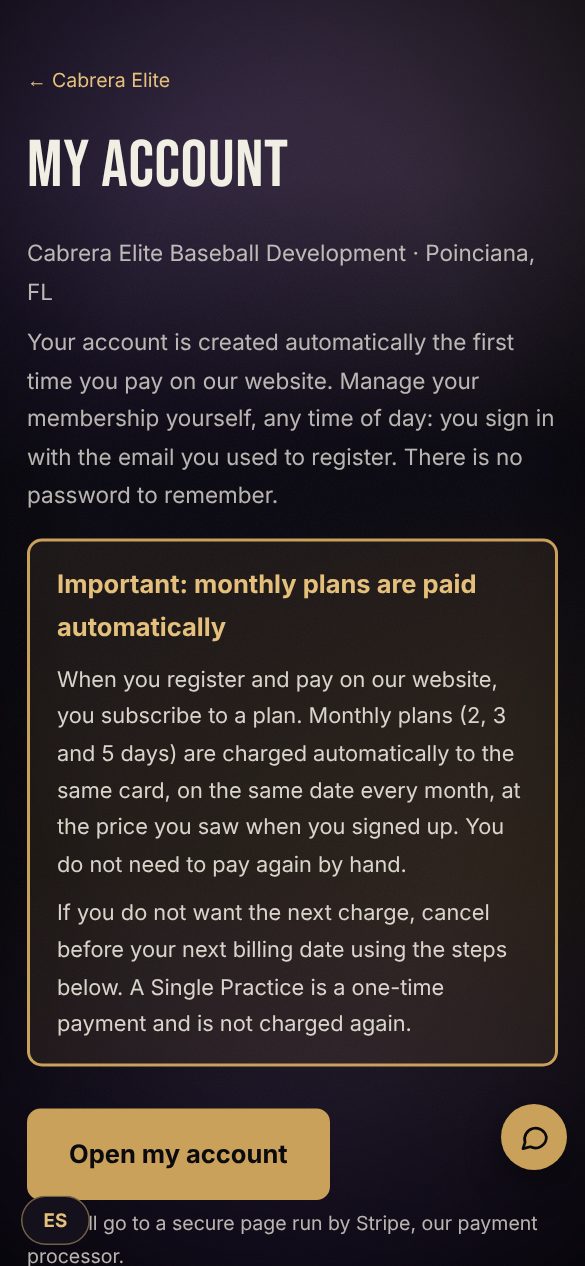 ← Cabrera Elite
MY ACCOUNT
Cabrera Elite Baseball Development · Poinciana,
FL
Your account is created automatically the first
time you pay on our website. Manage your
membership yourself, any time of day: you sign in
with the email you used to register. There is no
password to remember.
Important: monthly plans are paid
automatically
When you register and pay on our website,
you subscribe to a plan. Monthly plans (2, 3
and 5 days) are charged automatically to the
same card, on the same date every month, at
the price you saw when you signed up. You
do not need to pay again by hand.
If you do not want the next charge, cancel
before your next billing date using the steps
below. A Single Practice is a one-time
payment and is not charged again.
Open my account
ES
go to a secure page run by Stripe, our payment
processor.